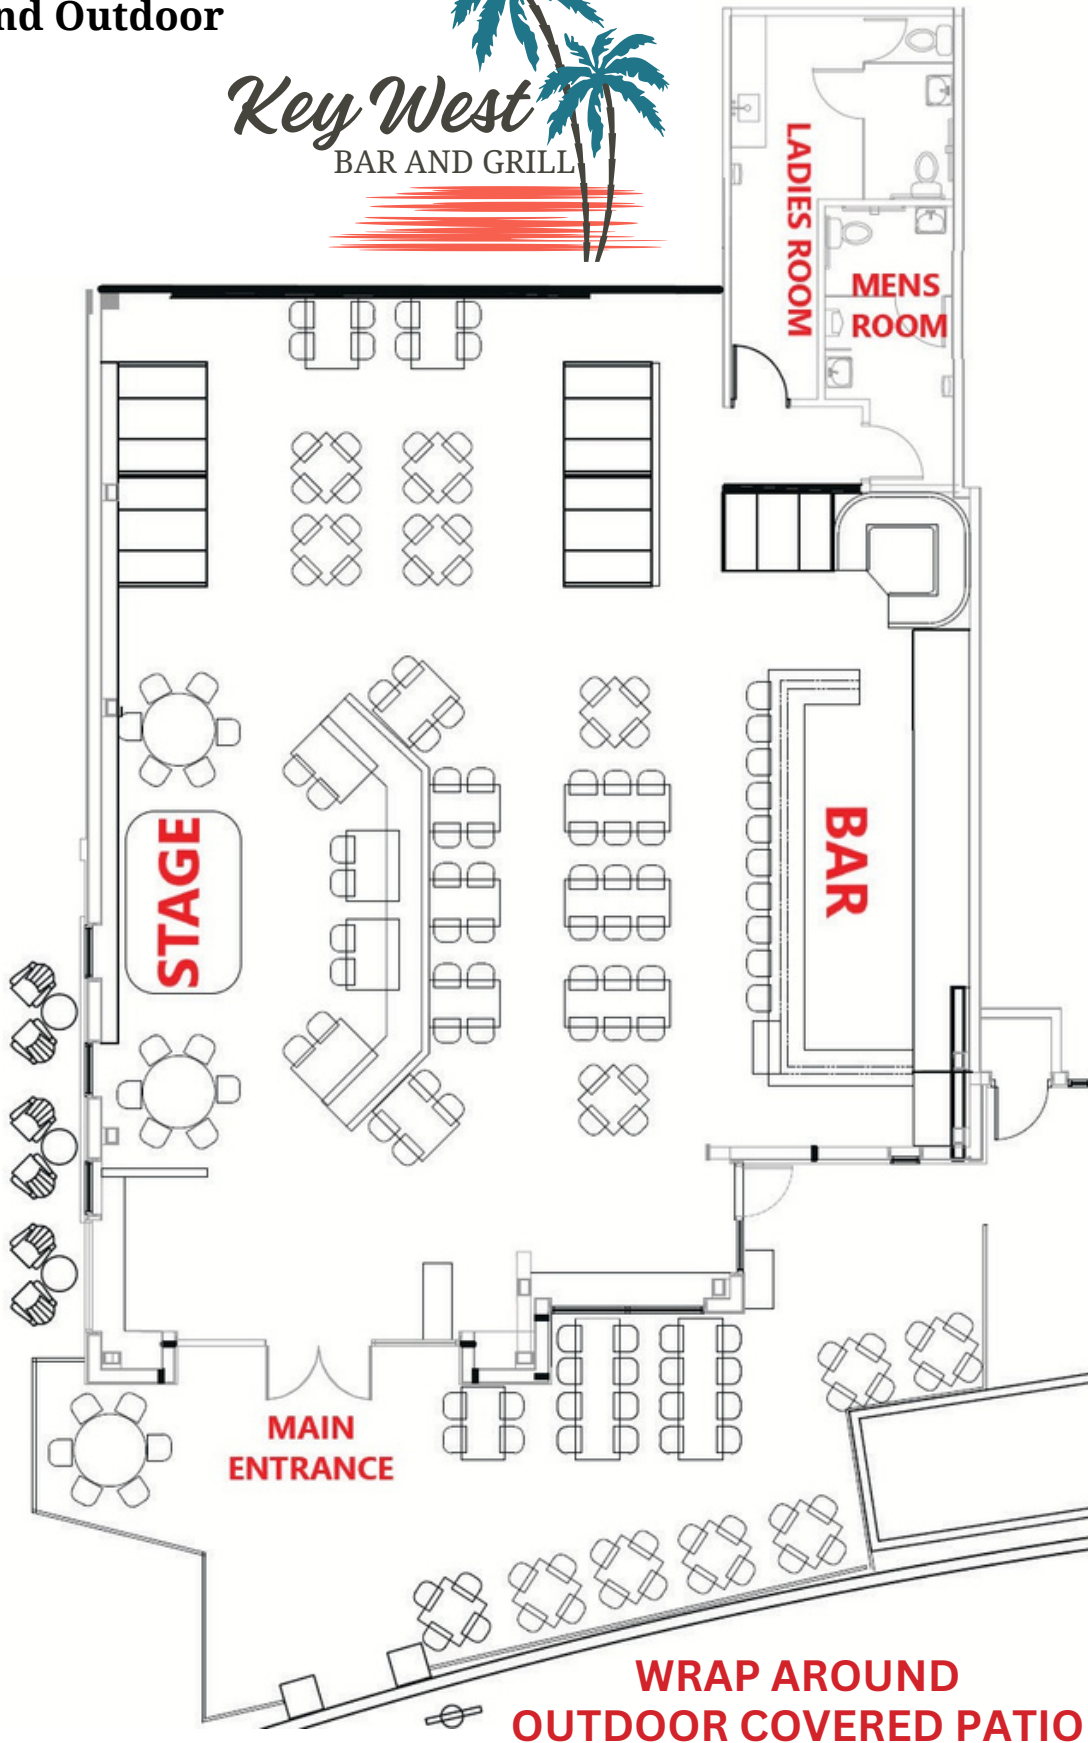 nd Outdoor
Key West
BAR AND GRILL
LADIES ROOM
MENS
ROOM
STAGE
BAR
MAIN
ENTRANCE
WRAP AROUND
OUTDOOR COVERED PATIO